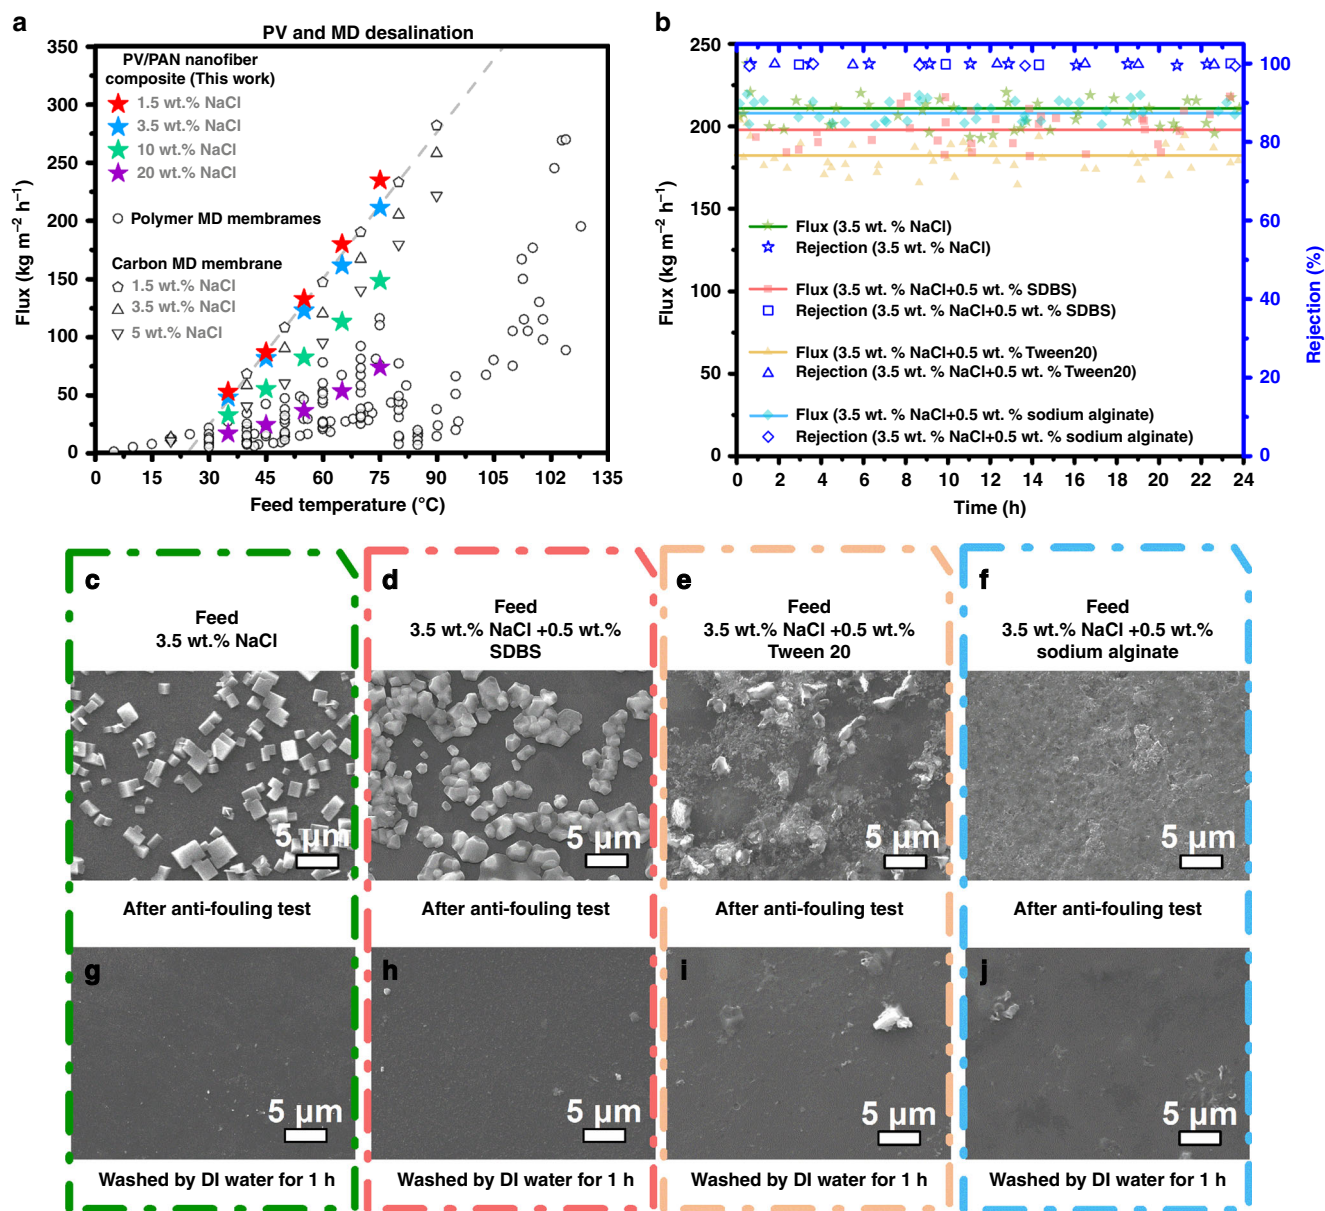 a
PV and MD desalination
350
300
250
200
150
100
50
0
Flux (kg m⁻² h⁻¹)
PV/PAN nanofiber
composite (This work)
1.5 wt.% NaCl
3.5 wt.% NaCl
10 wt.% NaCl
20 wt.% NaCl
Polymer MD membrames
Carbon MD membrane
1.5 wt.% NaCl
3.5 wt.% NaCl
5 wt.% NaCl
0 15 30 45 60 75 90 105 102 135
Feed temperature (°C)
b
250
200
150
100
50
0
Flux (kg m⁻² h⁻¹)
Flux (3.5 wt. % NaCl)
Rejection (3.5 wt. % NaCl)
Flux (3.5 wt. % NaCl+0.5 wt. % SDBS)
Rejection (3.5 wt. % NaCl+0.5 wt. % SDBS)
Flux (3.5 wt. % NaCl+0.5 wt. % Tween20)
Rejection (3.5 wt. % NaCl+0.5 wt. % Tween20)
Flux (3.5 wt. % NaCl+0.5 wt. % sodium alginate)
Rejection (3.5 wt. % NaCl+0.5 wt. % sodium alginate)
100
80
60
40
20
0
Rejection (%)
0 2 4 6 8 10 12 14 16 18 20 22 24
Time (h)
c
Feed
3.5 wt.% NaCl
5 µm
After anti-fouling test
d
Feed
3.5 wt.% NaCl +0.5 wt.%
SDBS
5 µm
After anti-fouling test
e
Feed
3.5 wt.% NaCl +0.5 wt.%
Tween 20
5 µm
After anti-fouling test
f
Feed
3.5 wt.% NaCl +0.5 wt.%
sodium alginate
5 µm
After anti-fouling test
g
5 µm
Washed by DI water for 1 h
h
5 µm
Washed by DI water for 1 h
i
5 µm
Washed by DI water for 1 h
j
5 µm
Washed by DI water for 1 h